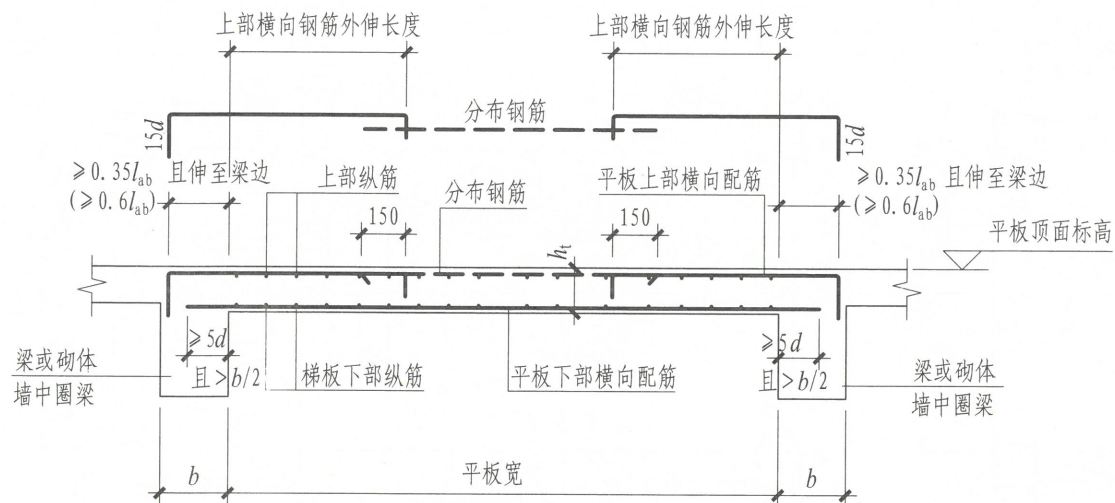 上部横向钢筋外伸长度
上部横向钢筋外伸长度
分布钢筋
15d
15d
≥0.35lab 且伸至梁边
(≥0.6lab)
≥0.35lab 且伸至梁边
(≥0.6lab)
上部纵筋
分布钢筋
平板上部横向配筋
150
150
平板顶面标高
ht
≥5d
且>b/2
≥5d
且>b/2
梁或砌体
墙中圈梁
梯板下部纵筋
平板下部横向配筋
梁或砌体
墙中圈梁
b
平板宽
b